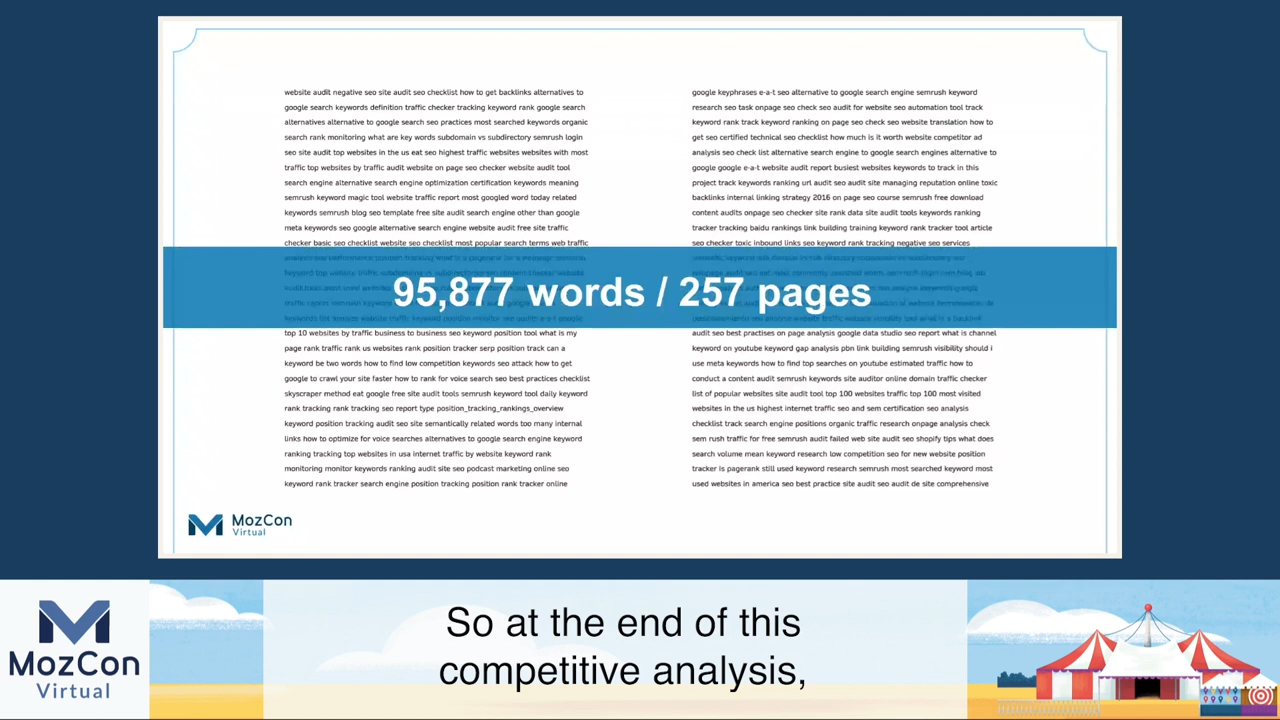 website audit negative seo site audit seo checklist how to get backlinks alternatives to
google search keywords definition traffic checker tracking keyword rank google search
alternatives alternative to google search seo practices most searched keywords organic
search rank monitoring what are key words subdomain vs subdirectory semrush login
seo site audit top websites in the us eat seo highest traffic websites websites with most
traffic top websites by traffic audit website on page seo checker website audit tool
search engine alternative search engine optimization certification keywords meaning
semrush keyword magic tool website traffic report most googled word today related
keywords semrush blog seo template free site audit search engine other than google
meta keywords seo google alternative search engine website audit free site traffic
checker basic seo checklist website seo checklist most popular search terms web traffic
top 10 websites by traffic business to business seo keyword position tool what is my
page rank traffic rank us websites rank position tracker serp position track can a
keyword be two words how to find low competition keywords seo attack how to get
google to crawl your site faster how to rank for voice search seo best practices checklist
skyscraper method eat google free site audit tools semrush keyword tool daily keyword
rank tracking rank tracking seo report type position_tracking_rankings_overview
keyword position tracking audit site semantically related words too many internal
links how to optimize for voice searches alternatives to google search engine keyword
ranking tracking top websites in usa internet traffic by website keyword rank
monitoring monitor keywords ranking audit site seo podcast marketing online seo
keyword rank tracker search engine position tracking position rank tracker online
google keyphrases e-a-t seo alternative to google search engine semrush keyword
research seo task onpage seo check seo audit for website seo automation tool track
keyword rank track keyword ranking on page seo check seo website translation how to
get seo certified technical seo checklist how much is it worth website competitor ad
analysis seo check list alternative search engine to google search engines alternative to
google google e-a-t website audit report busiest websites keywords to track in this
project track keywords ranking url audit seo audit site managing reputation online toxic
backlinks internal linking strategy 2016 on page seo course semrush free download
content audits onpage seo checker site rank data site audit tools keywords ranking
tracker tracking baidu rankings link building training keyword rank tracker tool article
seo checker toxic inbound links seo keyword rank tracking negative seo services
audit seo best practises on page analysis google data studio seo report what is channel
keyword on youtube keyword gap analysis pbn link building semrush visibility should i
use meta keywords how to find top searches on youtube estimated traffic how to
conduct a content audit semrush keywords site auditor online domain traffic checker
list of popular websites site audit tool top 100 websites traffic top 100 most visited
websites in the us highest internet traffic seo and sem certification seo analysis
checklist track search engine positions organic traffic research onpage analysis check
sem rush traffic for free semrush audit failed web site audit seo shopify tips what does
search volume mean keyword research low competition seo for new website position
tracker is pagerank still used keyword research semrush most searched keyword most
used websites in america seo best practice site audit seo audit de site comprehensive
95,877 words / 257 pages
MozCon
Virtual
MozCon
Virtual
So at the end of this
competitive analysis,